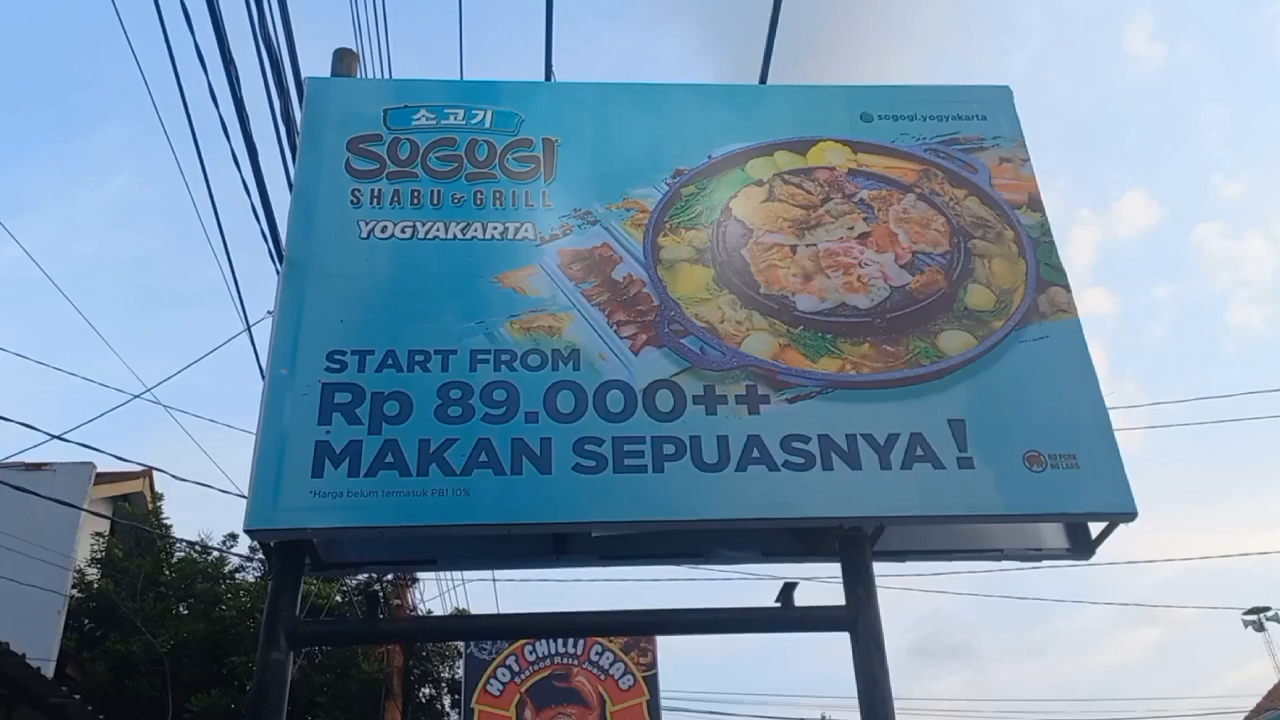 소고기
SOGOGI
SHABU & GRILL
YOGYAKARTA
sogogi.yogyakarta
START FROM
Rp 89.000++
MAKAN SEPUASNYA!
*Harga belum termasuk PB1 10%
NO PORK
NO LARD
HOT CHILLI CRAB
Seafood Rasa Juara